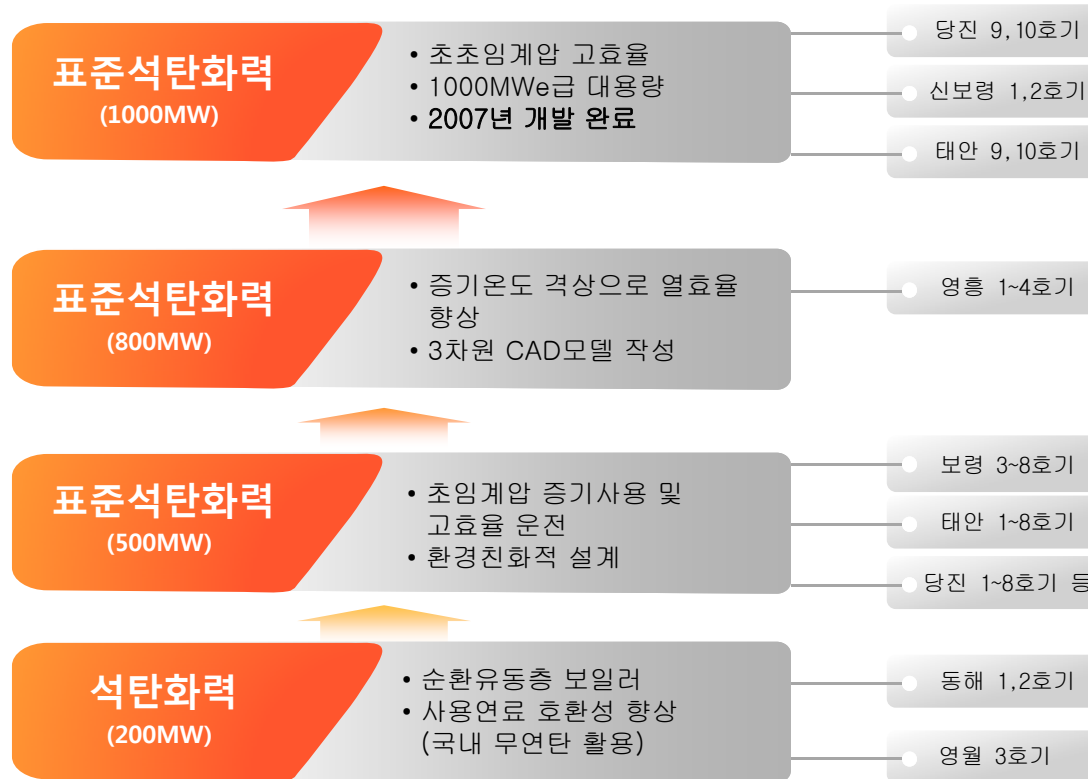 표준석탄화력
(1000MW)
• 초초임계압 고효율
• 1000MWe급 대용량
• 2007년 개발 완료
당진 9,10호기
신보령 1,2호기
태안 9,10호기
표준석탄화력
(800MW)
• 증기온도 격상으로 열효율
향상
• 3차원 CAD모델 작성
영흥 1~4호기
표준석탄화력
(500MW)
• 초임계압 증기사용 및
고효율 운전
• 환경친화적 설계
보령 3~8호기
태안 1~8호기
당진 1~8호기 등
석탄화력
(200MW)
• 순환유동층 보일러
• 사용연료 호환성 향상
(국내 무연탄 활용)
동해 1,2호기
영월 3호기